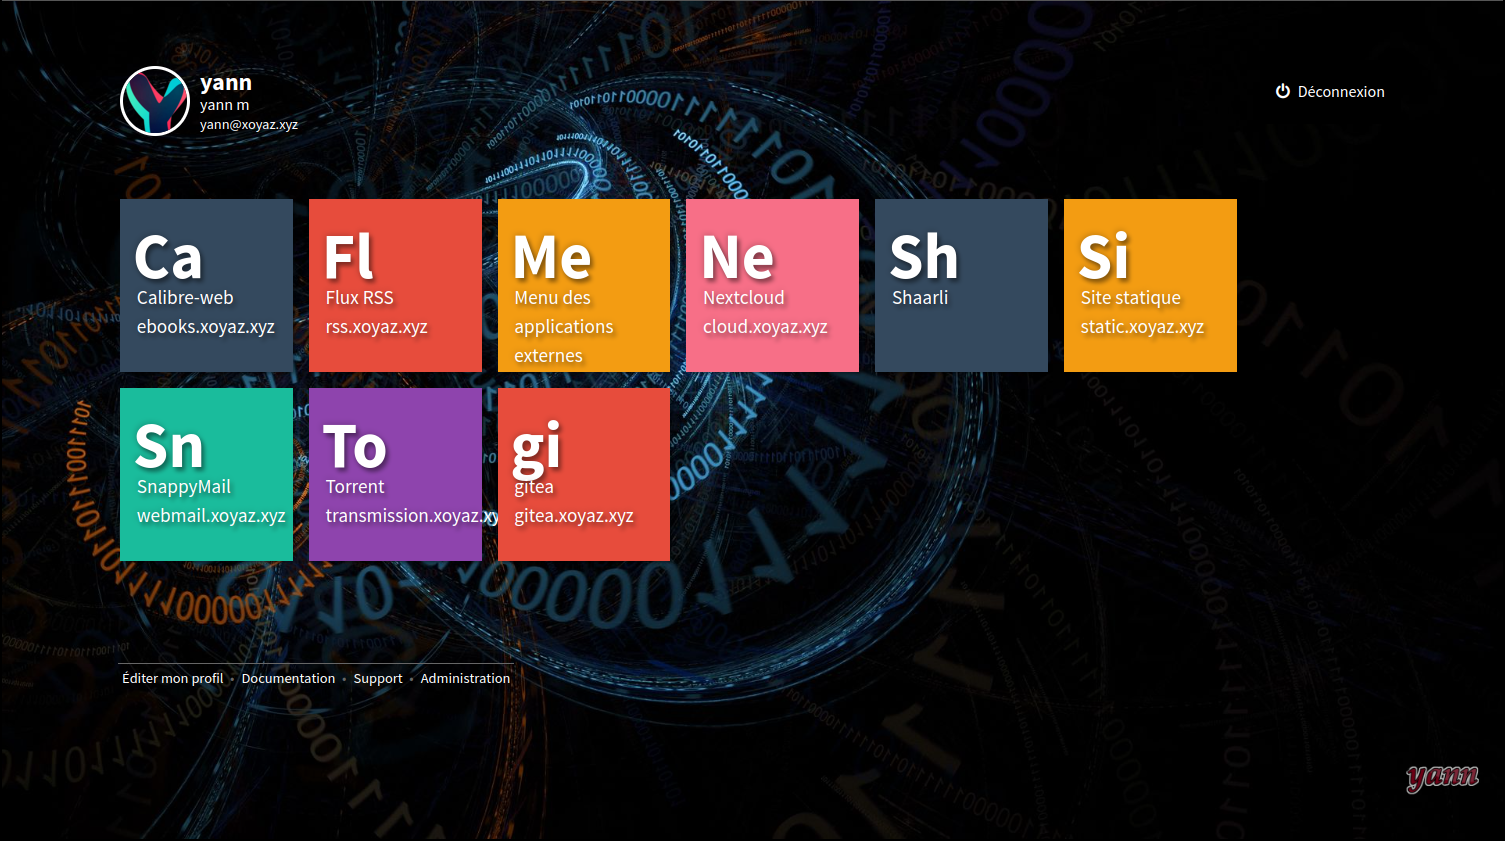 yann
yann m
yann@xoyaz.xyz
Déconnexion
Ca
Calibre-web
ebooks.xoyaz.xyz
Fl
Flux RSS
rss.xoyaz.xyz
Me
Menu des
applications
externes
Ne
Nextcloud
cloud.xoyaz.xyz
Sh
Shaarli
Si
Site statique
static.xoyaz.xyz
Sn
SnappyMail
webmail.xoyaz.xyz
To
Torrent
transmission.xoyaz.xy
gi
gitea
gitea.xoyaz.xyz
Éditer mon profil • Documentation • Support • Administration
yann